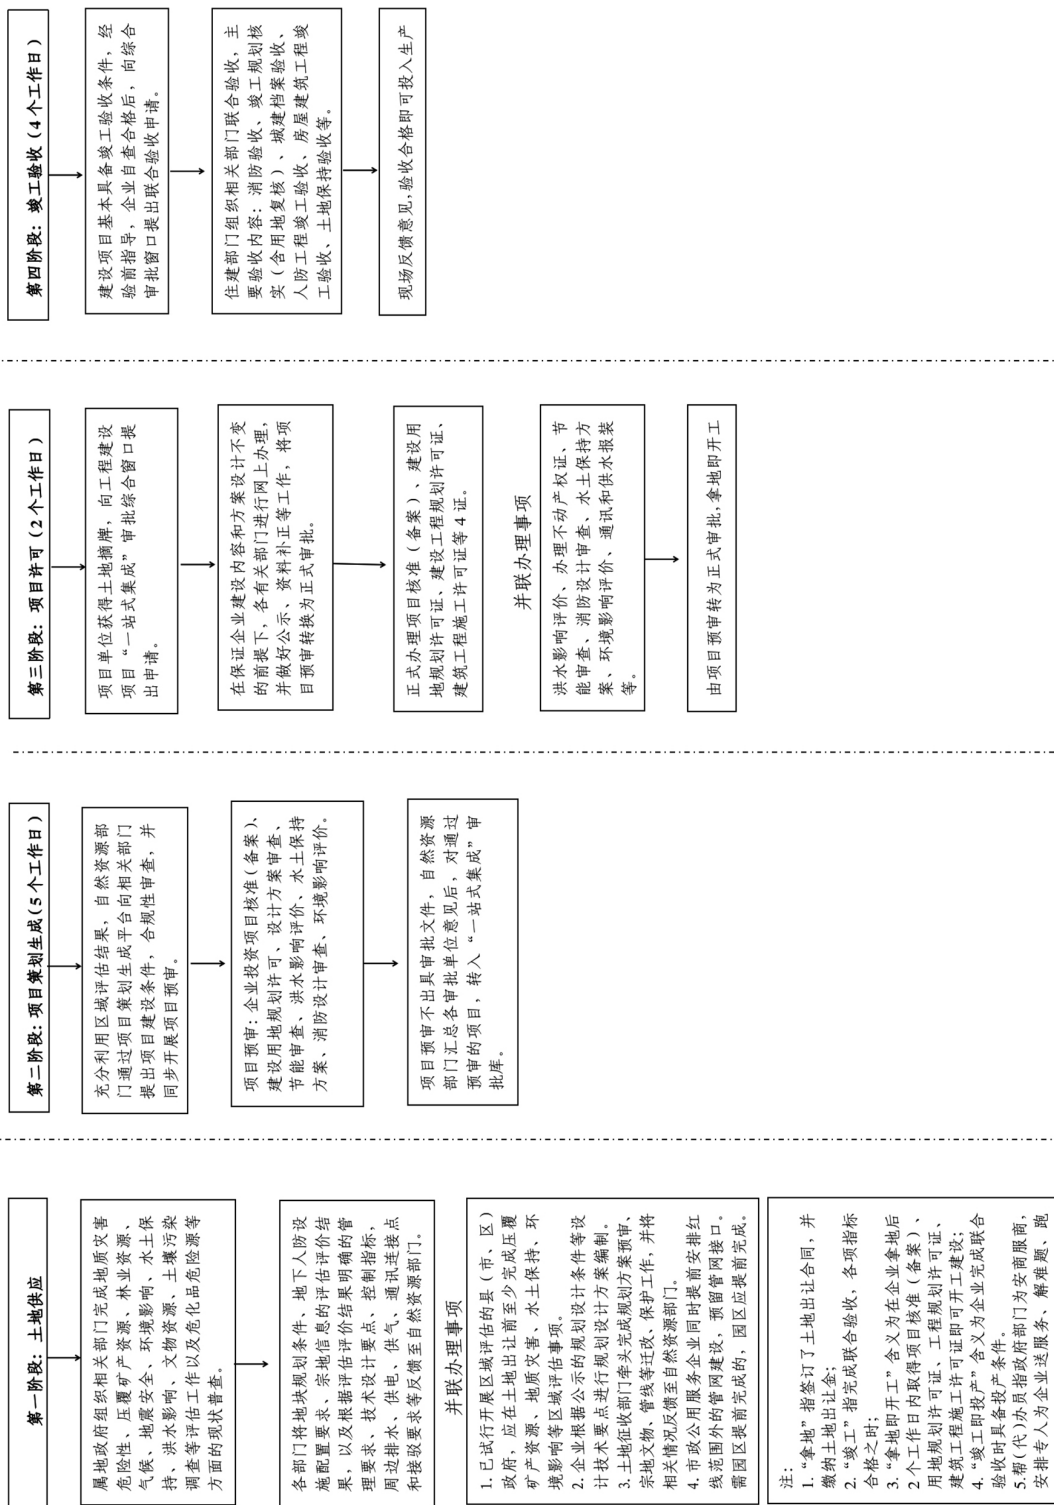 第一阶段：土地供应
属地政府组织相关部门完成地质灾害
危险性、压覆矿产资源、林业资源、
气候、地震安全、环境影响、水土保
持、洪水影响、文物资源、土壤污染
调查等评估工作以及危化品危险源等
方面的现状普查。
各部门将地块规划条件、地下人防设
施配置要求、宗地信息的评估评价结
果，以及根据评估评价结果明确的管
理要求、技术设计要点、控制指标，
周边排水、供电、供气、通讯连接点
和接驳要求等反馈至自然资源部门。
并联办理事项
1. 已试行开展区域评估的县（市、区）
政府，应在土地出让前至少完成压覆
矿产资源、地质灾害、水土保持、环
境影响等区域评估事项。
2. 企业根据公示的规划设计条件等设
计技术要点进行规划设计方案编制。
3.土地征收部门牵头完成规划方案预审、
宗地文物、管线等迁改、保护工作，并将
相关情况反馈至自然资源部门。
4. 市政公用服务企业同时提前安排红
线范围外的管网建设，预留管网接口。
需园区提前完成的，园区应提前完成。
注：
1. “拿地”指签订了土地出让合同，并
缴纳土地出让金；
2. “竣工”指完成联合验收，各项指标
合格之时；
3. “拿地即开工”含义为在企业拿地后
2 个工作日内取得项目核准（备案）、
用地规划许可证、工程规划许可证、
建筑工程施工许可证即可开工建设；
4. “竣工即投产”含义为企业完成联合
验收时具备投产条件。
5.帮(代)办员指政府部门为安商服商，
安排专人为企业送服务、解难题、跑
第二阶段：项目策划生成(5 个工作日)
充分利用区域评估结果，自然资源部
门通过项目策划生成平台向相关部门
提出项目建设条件，合规性审查，并
同步开展项目预审。
项目预审：企业投资项目核准(备案)、
建设用地规划许可、设计方案审查、
节能审查、洪水影响评价、水土保持
方案、消防设计审查、环境影响评价。
项目预审不出具审批文件，自然资源
部门汇总各审批单位意见后，对通过
预审的项目，转入“一站式集成”审
批库。
第三阶段：项目许可（2 个工作日）
项目单位获得土地摘牌，向工程建设
项目“一站式集成”审批综合窗口提
出申请。
在保证企业建设内容和方案设计不变
的前提下，各有关部门进行网上办理，
并做好公示、资料补正等工作，将项
目预审转换为正式审批。
正式办理项目核准（备案）、建设用
地规划许可证、建设工程规划许可证、
建筑工程施工许可证等 4 证。
并联办理事项
洪水影响评价、办理不动产权证、节
能审查、消防设计审查、水土保持方
案、环境影响评价、通讯和供水报装
等。
由项目预审转为正式审批,拿地即开工
第四阶段：竣工验收（4 个工作日）
建设项目基本具备竣工验收条件，经
验前指导，企业自查合格后，向综合
审批窗口提出联合验收申请。
住建部门组织相关部门联合验收，主
要验收内容：消防验收、竣工规划核
实（含用地复核）、城建档案验收、
人防工程竣工验收、房屋建筑工程竣
工验收、土地保持验收等。
现场反馈意见,验收合格即可投入生产